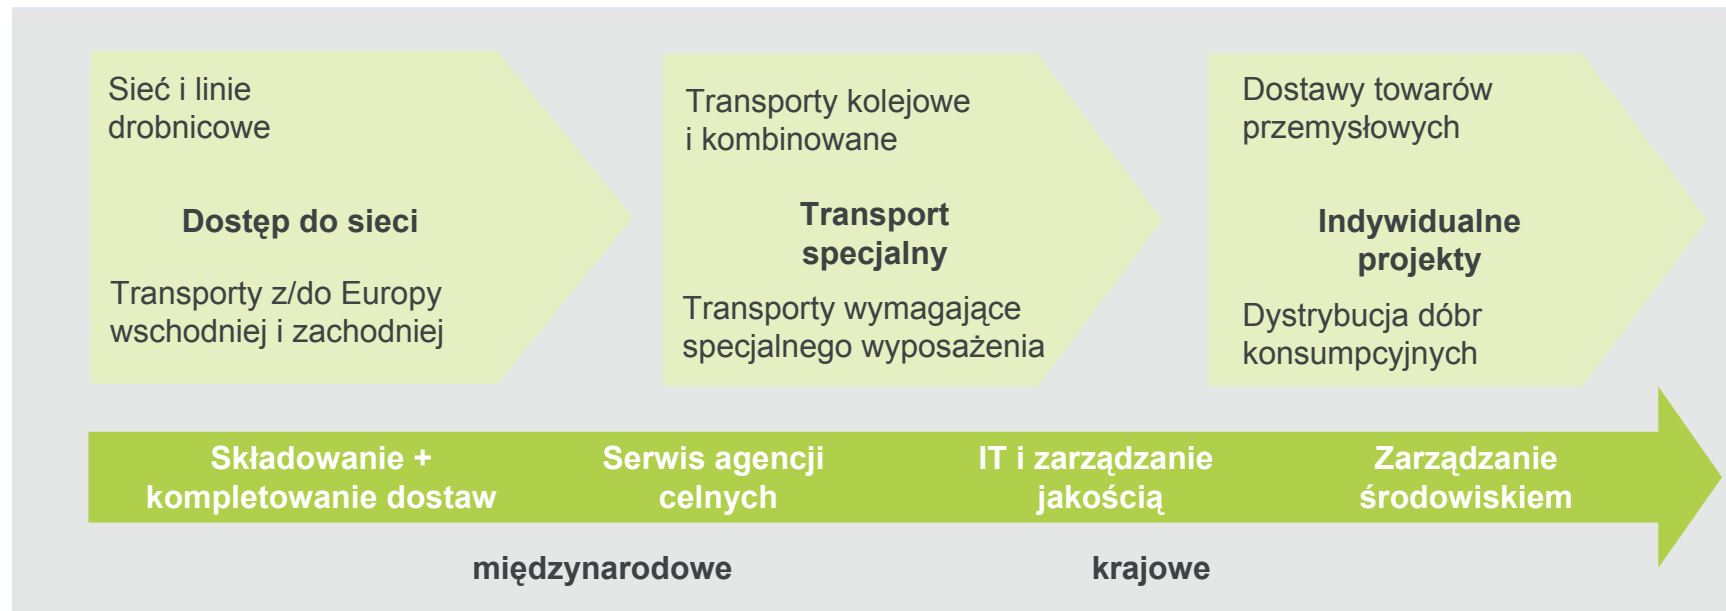 Sieć i linie
drobnicowe
Dostęp do sieci
Transporty z/do Europy
wschodniej i zachodniej
Transporty kolejowe
i kombinowane
Transport
specjalny
Transporty wymagające
specjalnego wyposażenia
Dostawy towarów
przemysłowych
Indywidualne
projekty
Dystrybucja dóbr
konsumpcyjnych
Składowanie +
kompletowanie dostaw
Serwis agencji
celnych
IT i zarządzanie
jakością
Zarządzanie
środowiskiem
międzynarodowe
krajowe